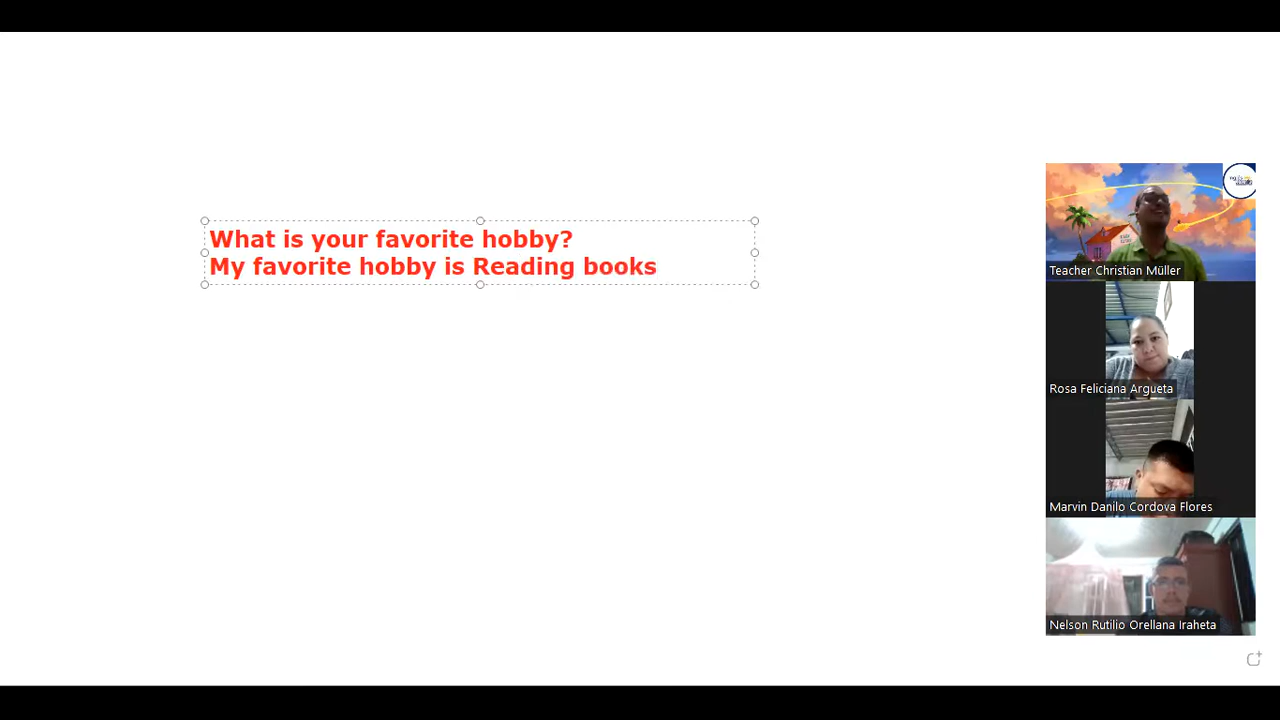 What is your favorite hobby?
My favorite hobby is Reading books
Teacher Christian Müller
Rosa Feliciana Argueta
Marvin Danilo Cordova Flores
Nelson Rutilio Orellana Iraheta